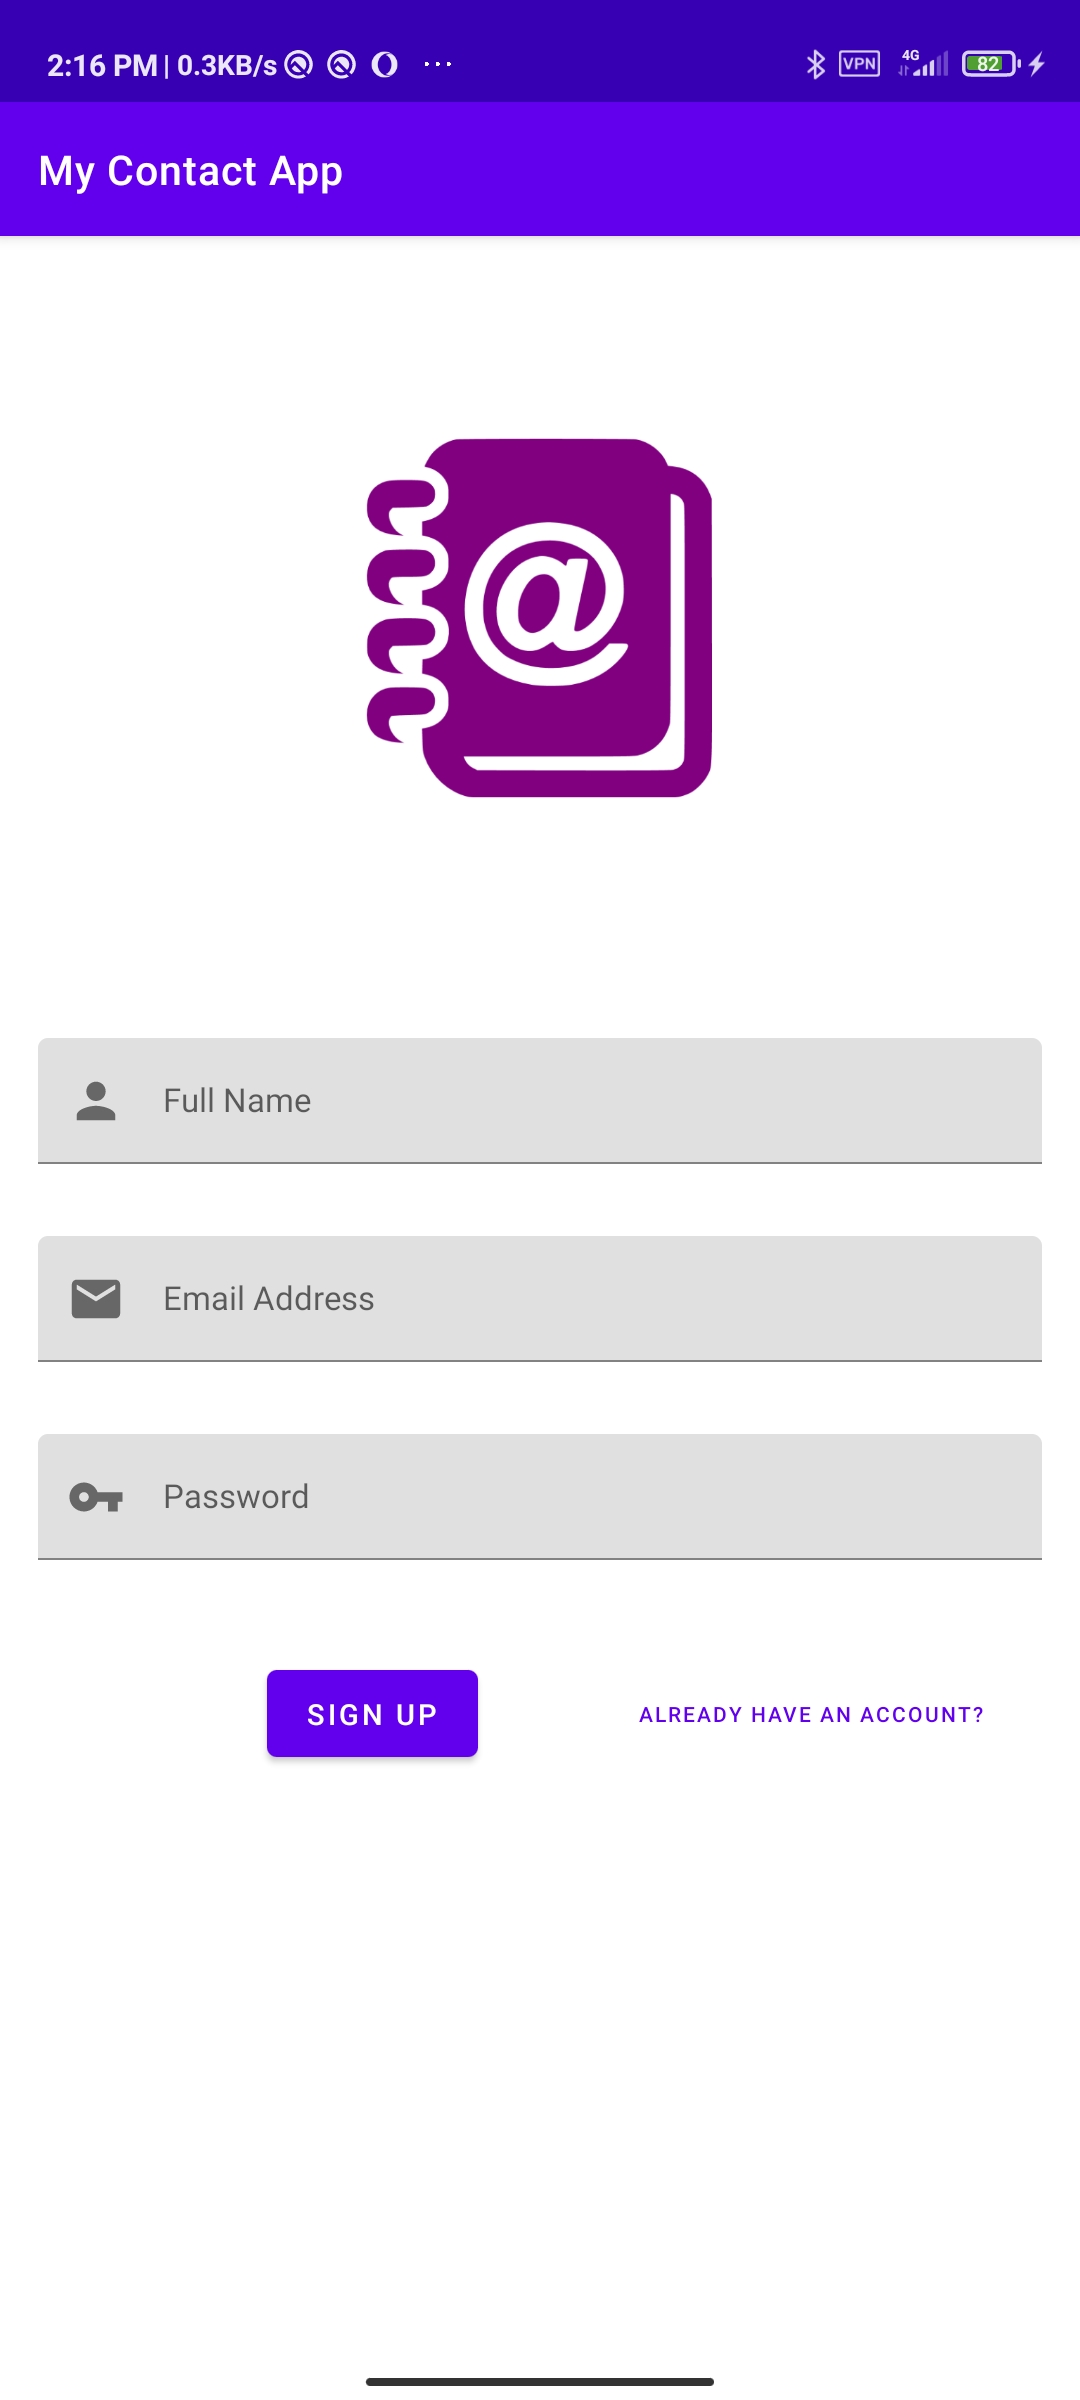 2:16 PM | 0.3KB/s ... VPN 4G 82
My Contact App
@
Full Name
Email Address
Password
SIGN UP
ALREADY HAVE AN ACCOUNT?